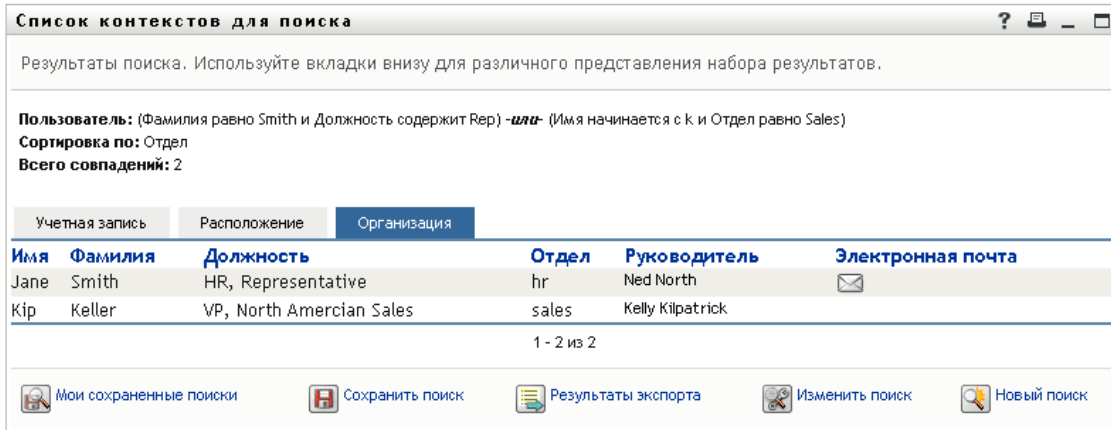 Список контекстов для поиска ?
Результаты поиска. Используйте вкладки внизу для различного представления набора результатов.
Пользователь: (Фамилия равно Smith и Должность содержит Rep) -или- (Имя начинается с k и Отдел равно Sales)
Сортировка по: Отдел
Всего совпадений: 2
Учетная запись Расположение Организация
Имя Фамилия Должность Отдел Руководитель Электронная почта
Jane Smith HR, Representative hr Ned North
Kip Keller VP, North Amercian Sales sales Kelly Kilpatrick
1 - 2 из 2
Мои сохраненные поиски Сохранить поиск Результаты экспорта Изменить поиск Новый поиск